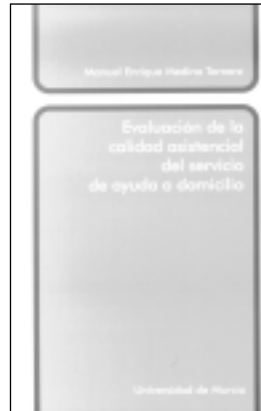 Manuel Enrique Medina Tornero
Evaluación de la
calidad asistencial
del servicio
de ayuda a domicilio
Universidad de Murcia